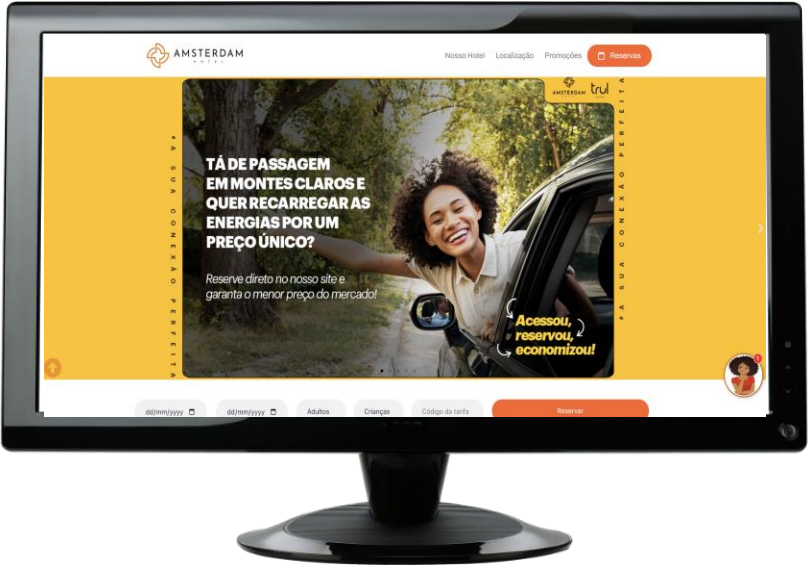 AMSTERDAM
HOTEL
Nosso Hotel
Localização
Promoções
Reservas
AMSTERDAM
trul
#A SUA CONEXÃO PERFEITA
TÁ DE PASSAGEM
EM MONTES CLAROS E
QUER RECARREGAR AS
ENERGIAS POR UM
PREÇO ÚNICO?
Reserve direto no nosso site e
garanta o menor preço do mercado!
Acessou,
reservou,
economizou!
#A SUA CONEXÃO PERFEITA
1
dd/mm/yyyy
dd/mm/yyyy
Adultos
Crianças
Código da tarifa
Reservar